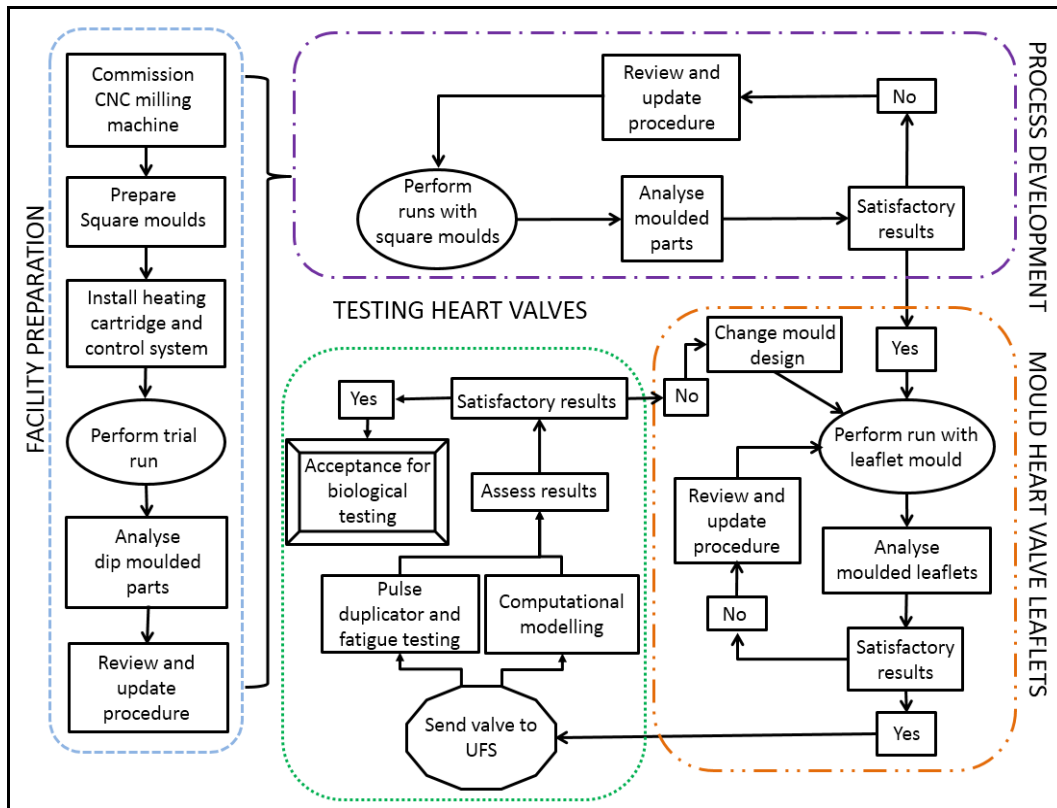 FACILITY PREPARATION
Commission
CNC milling
machine
Prepare
Square moulds
Install heating
cartridge and
control system
Perform trial
run
Analyse
dip moulded
parts
Review and
update
procedure
PROCESS DEVELOPMENT
Review and
update
procedure
No
Perform
runs with
square moulds
Analyse
moulded
parts
Satisfactory
results
TESTING HEART VALVES
Yes
Satisfactory results
Acceptance for
biological
testing
Assess results
Pulse
duplicator and
fatigue testing
Computational
modelling
Send valve to
UFS
MOULD HEART VALVE LEAFLETS
No
Change mould
design
Yes
Perform run with
leaflet mould
Review and
update
procedure
Analyse
moulded leaflets
No
Satisfactory
results
Yes